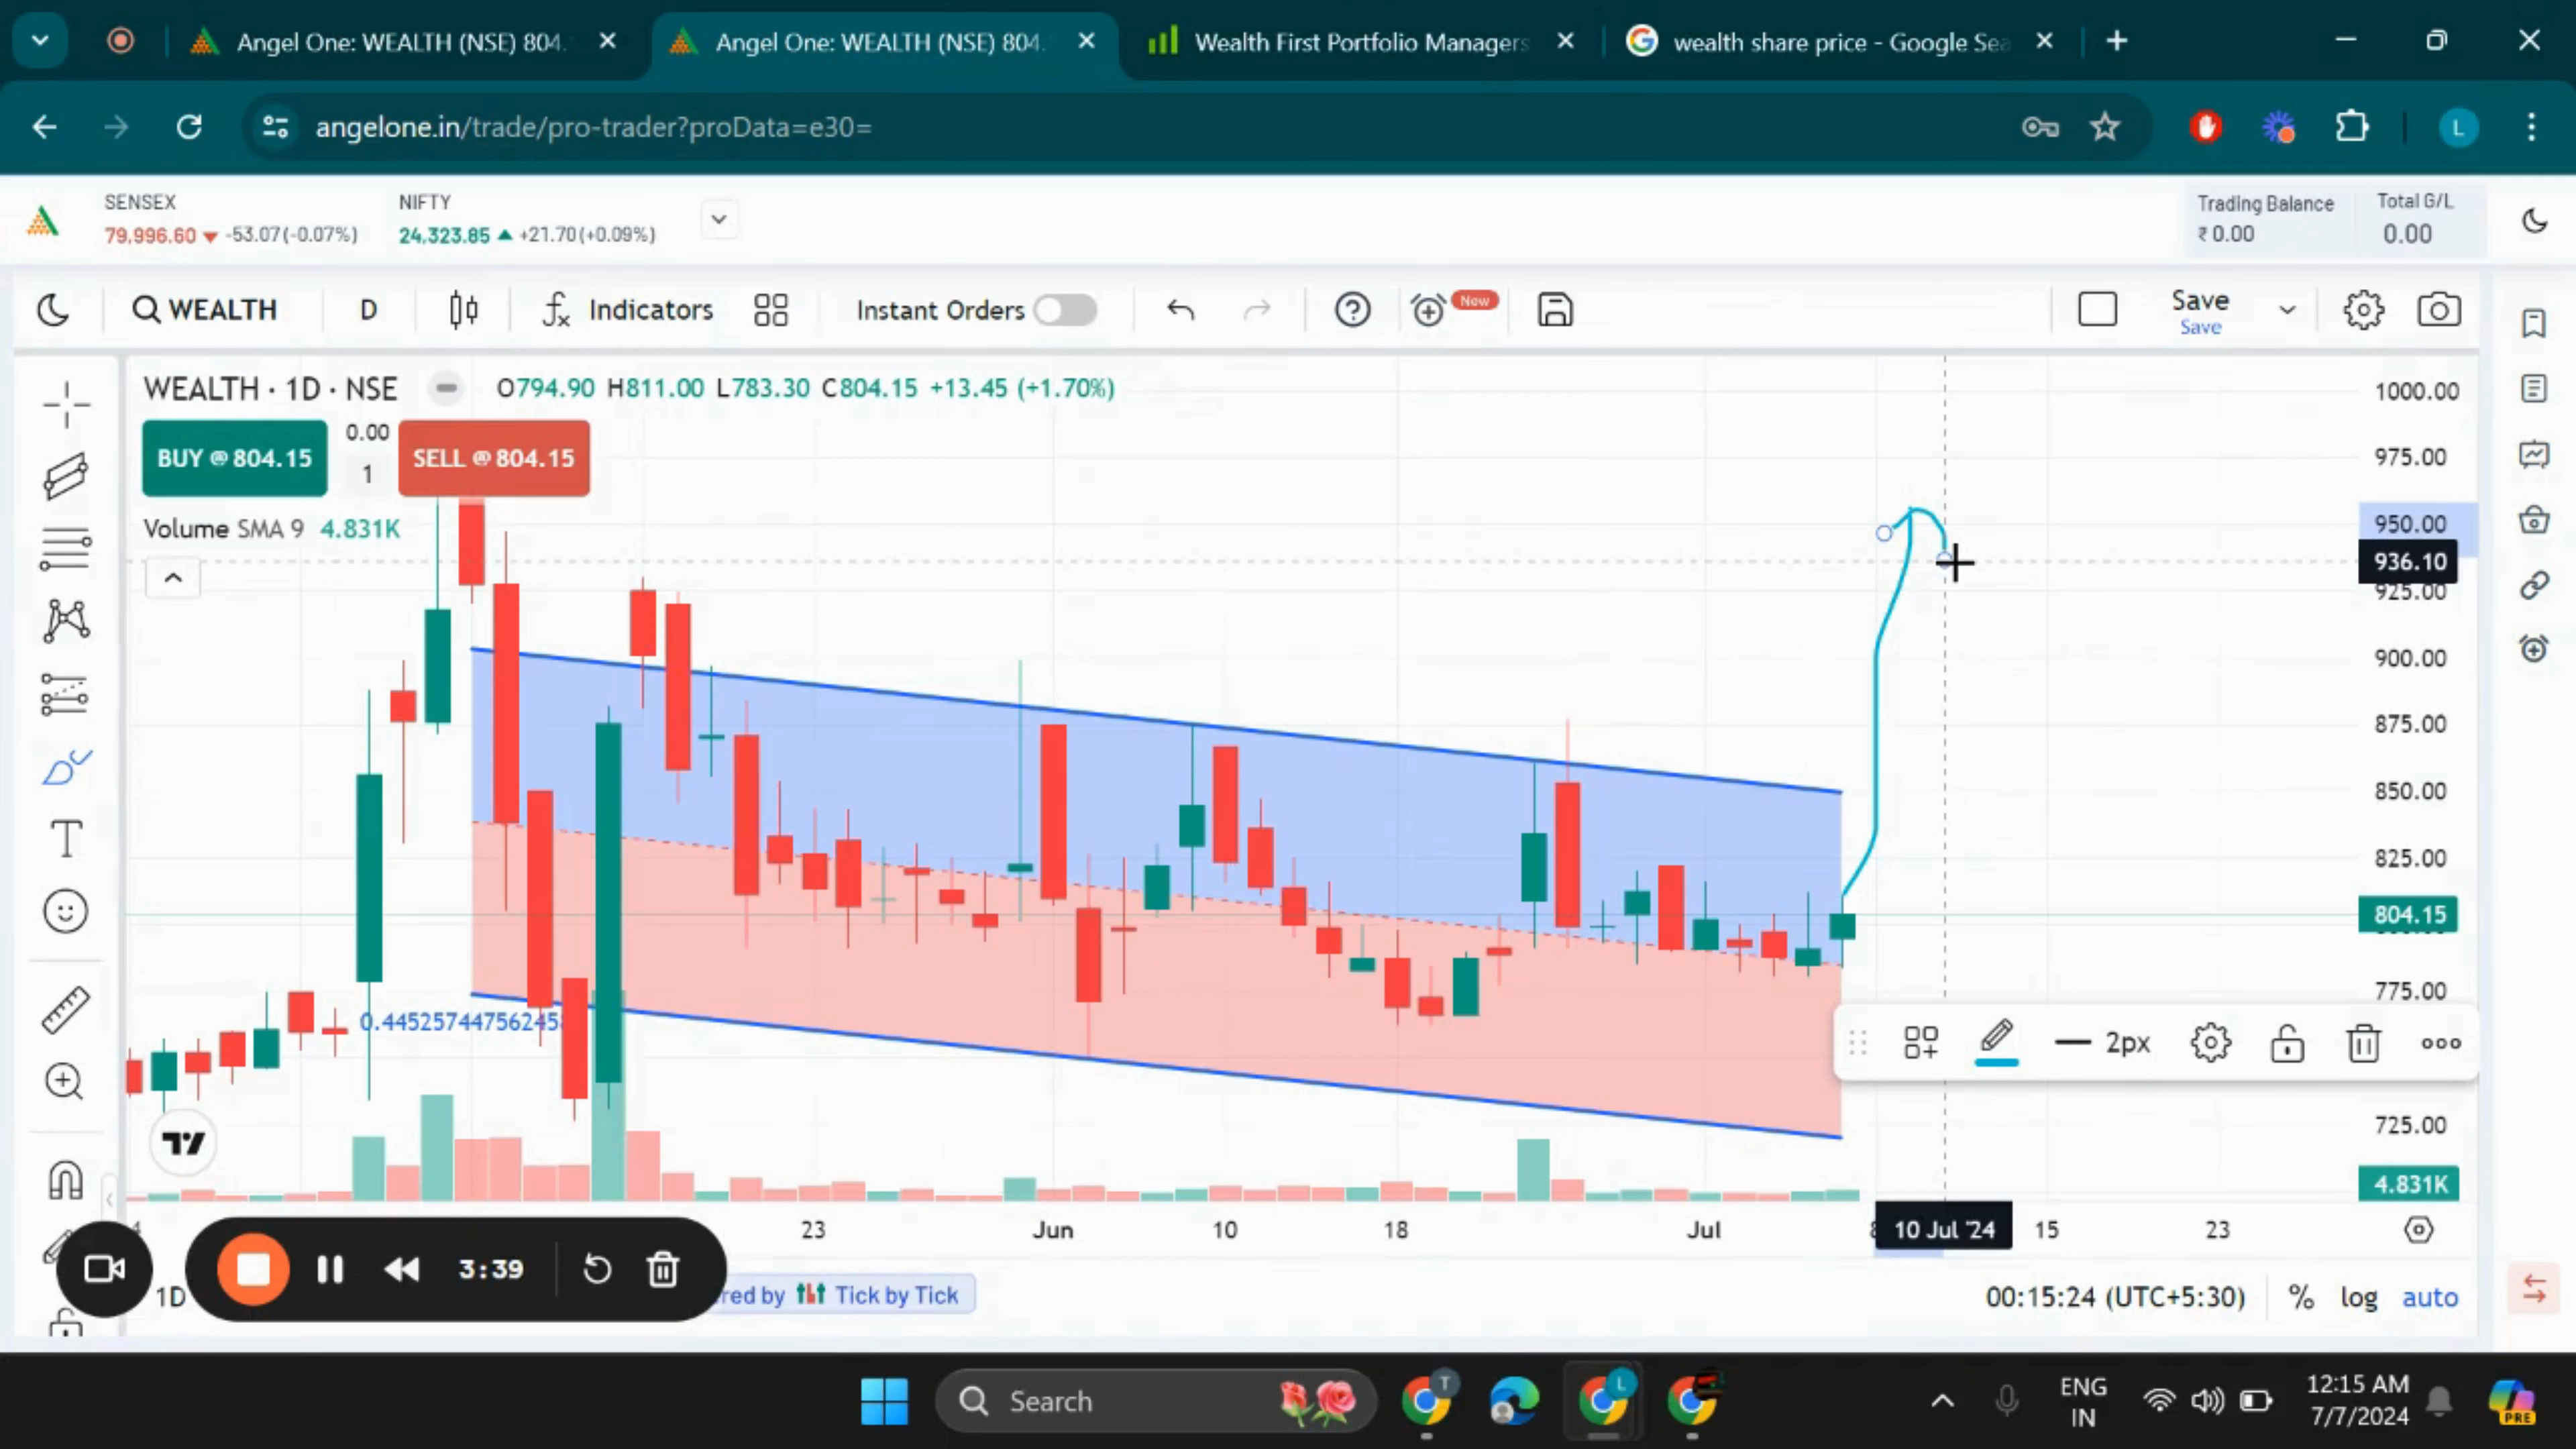 Angel One: WEALTH (NSE) 804.
Angel One: WEALTH (NSE) 804.
Wealth First Portfolio Managers
wealth share price - Google Sea
angelone.in/trade/pro-trader?proData=e30=
L
SENSEX
79,996.60 -53.07(-0.07%)
NIFTY
24,323.85 +21.70(+0.09%)
Trading Balance
₹ 0.00
Total G/L
0.00
WEALTH
D
fx Indicators
Instant Orders
New
Save
Save
WEALTH · 1D · NSE
O794.90 H811.00 L783.30 C804.15 +13.45 (+1.70%)
BUY @ 804.15
0.00
1
SELL @ 804.15
Volume SMA 9 4.831K
1000.00
975.00
950.00
936.10
925.00
900.00
875.00
850.00
825.00
804.15
775.00
725.00
4.831K
T
2px
23
Jun
10
18
Jul
10 Jul '24
15
23
3:39
1D
red by Tick by Tick
00:15:24 (UTC+5:30)
%
log
auto
Search
T
L
ENG
IN
12:15 AM
7/7/2024
PRE